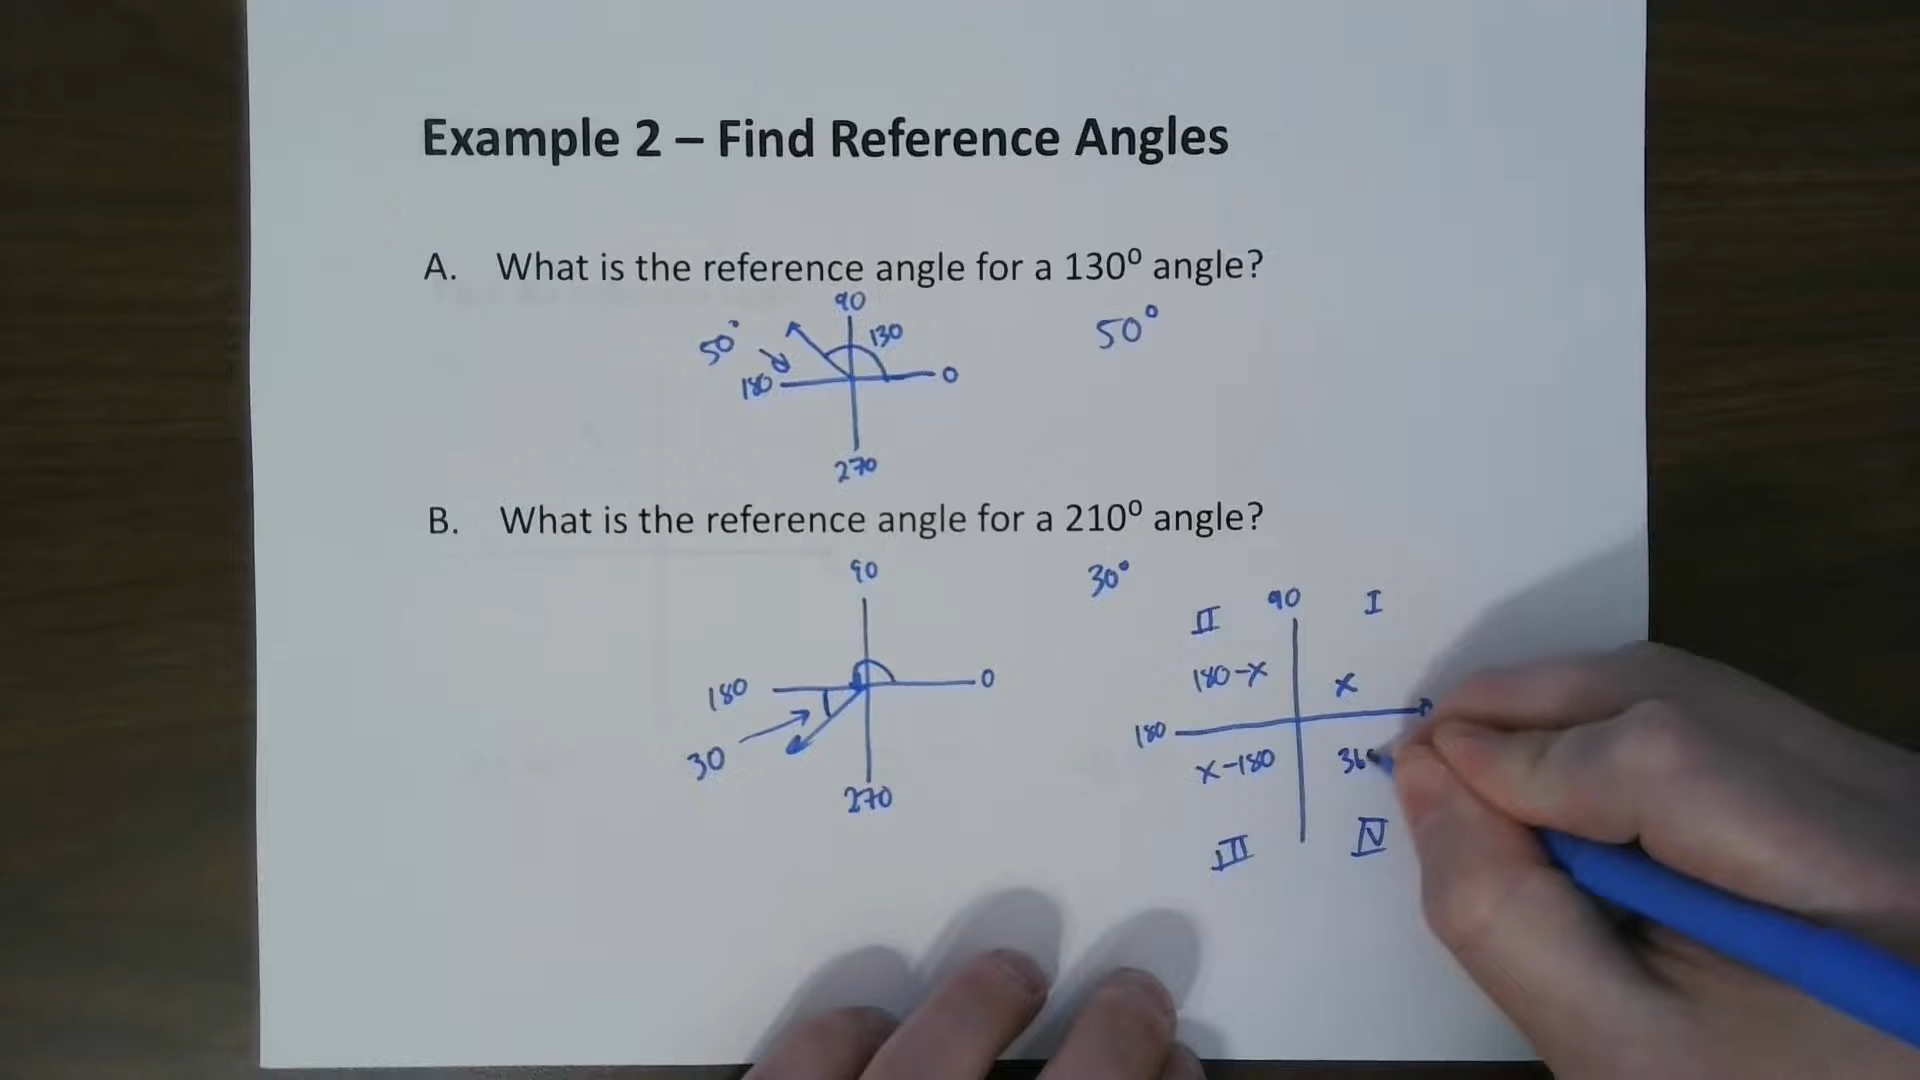 Example 2 – Find Reference Angles
A. What is the reference angle for a 130⁰ angle?
90
50°
130
50°
180
0
270
B. What is the reference angle for a 210⁰ angle?
90
30°
90
I
II
180-x
x
180
0
180
x-180
36
30
270
III
IV